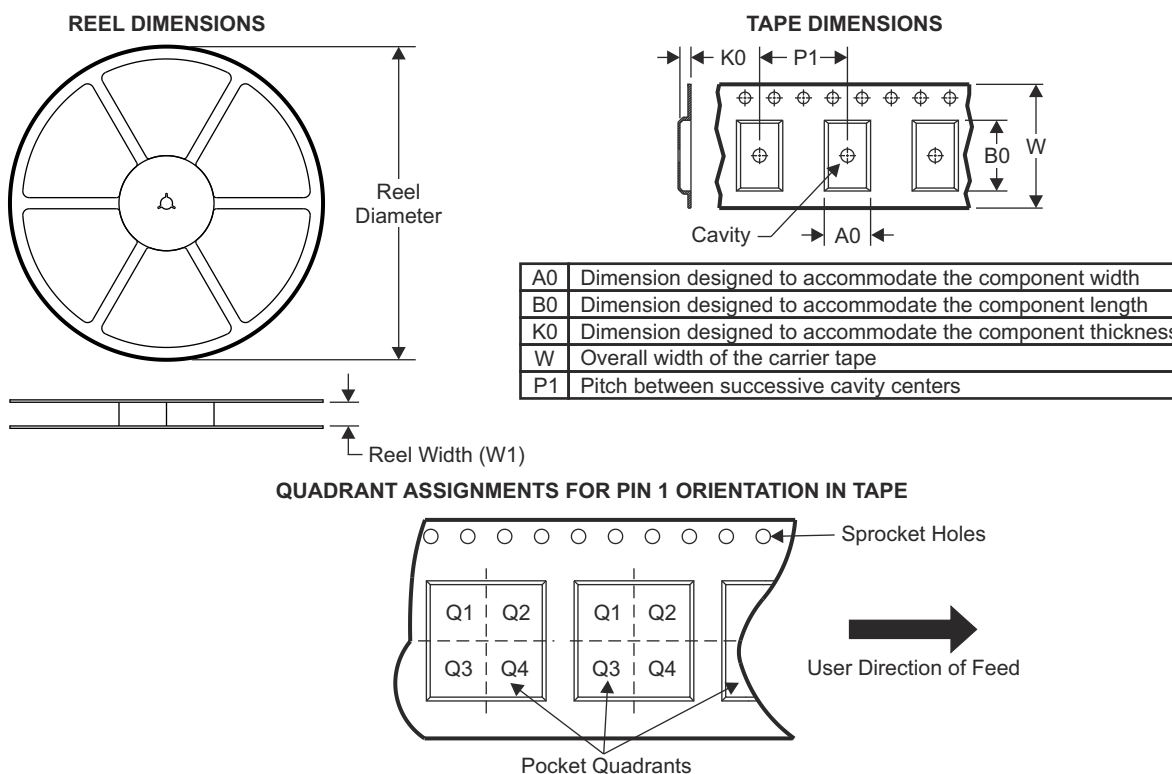 REEL DIMENSIONS
Reel
Diameter
Reel Width (W1)
TAPE DIMENSIONS
K0
P1
B0
W
Cavity
A0
A0 Dimension designed to accommodate the component width
B0 Dimension designed to accommodate the component length
K0 Dimension designed to accommodate the component thickness
W Overall width of the carrier tape
P1 Pitch between successive cavity centers
QUADRANT ASSIGNMENTS FOR PIN 1 ORIENTATION IN TAPE
Sprocket Holes
Q1 Q2 Q1 Q2
Q3 Q4 Q3 Q4
User Direction of Feed
Pocket Quadrants